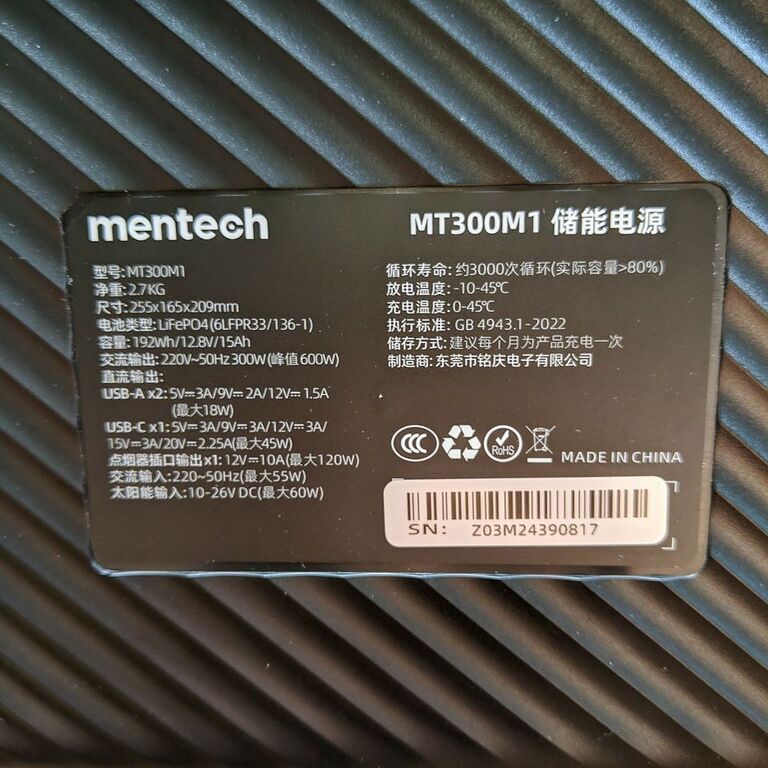 mentech
MT300M1 储能电源
型号: MT300M1
净重: 2.7KG
尺寸: 255x165x209mm
电池类型: LiFePO4 (6LFPR33/136-1)
容量: 192Wh/12.8V/15Ah
交流输出: 220V~50Hz 300W(峰值 600W)
直流输出:
USB-A x2: 5V⎓3A/9V⎓2A/12V⎓1.5A
(最大18W)
USB-C x1: 5V⎓3A/9V⎓3A/12V⎓3A/
15V⎓3A/20V⎓2.25A(最大45W)
点烟器插口输出x1: 12V⎓10A(最大120W)
交流输入: 220~50Hz(最大55W)
太阳能输入: 10-26V DC(最大60W)
循环寿命: 约3000次循环(实际容量>80%)
放电温度: -10-45℃
充电温度: 0-45℃
执行标准: GB 4943.1-2022
储存方式: 建议每个月为产品充电一次
制造商: 东莞市铭庆电子有限公司
CCC RoHS MADE IN CHINA
SN: Z03M24390817